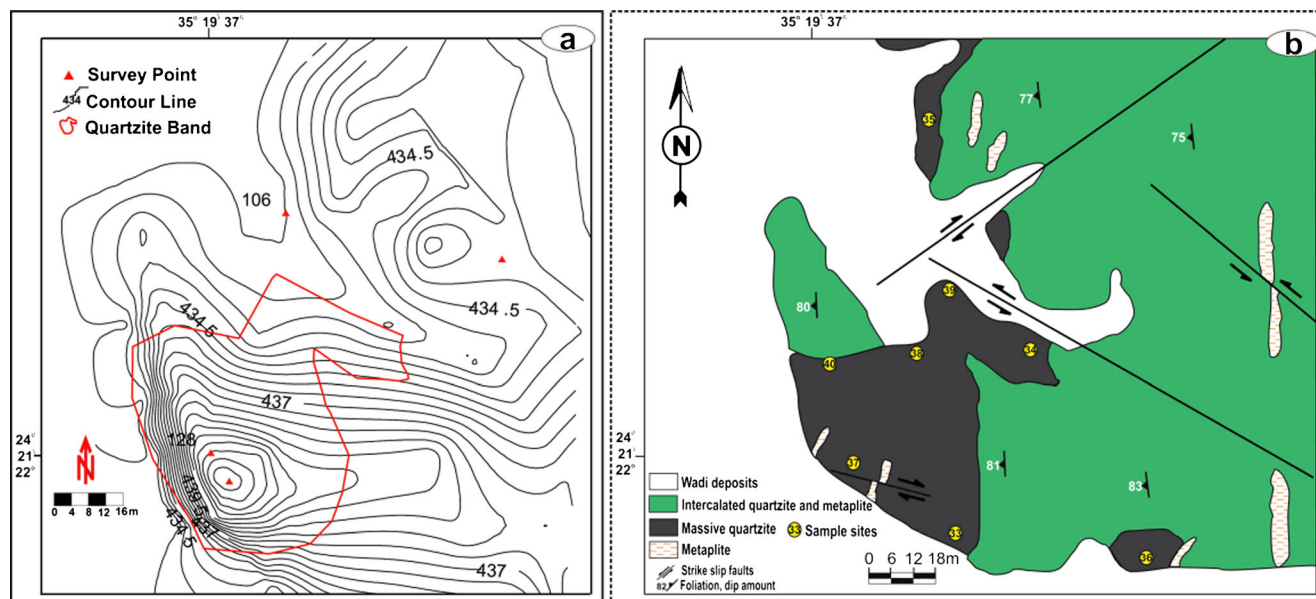 35° 19' 37"
a
Survey Point
434 Contour Line
Quartzite Band
434.5
106
434.5
434 .5
437
128
439.5
437
434.5
437
24°
21'
22"
N
0 4 8 12 16m
35° 19' 37"
b
N
77
75
35
80
39
38
34
40
37
81
83
33
36
24°
21'
22"
Wadi deposits
Intercalated quartzite and metaplite
Massive quartzite 33 Sample sites
Metaplite
Strike slip faults
82 Foliation, dip amount
0 6 12 18m